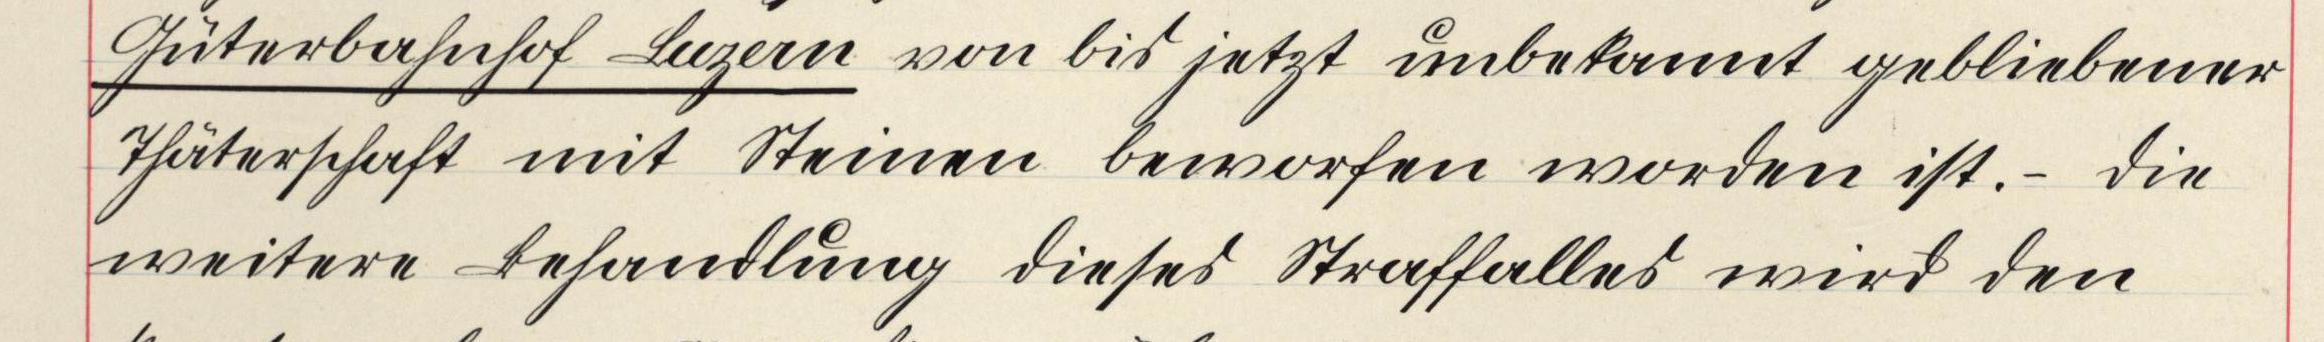 Güterbahnhof Luzern von bis jetzt unbekannt gebliebener
Thäterschaft mit Steinen beworfen worden ist.- Die
weitere Behandlung dieses Straffalles wird den